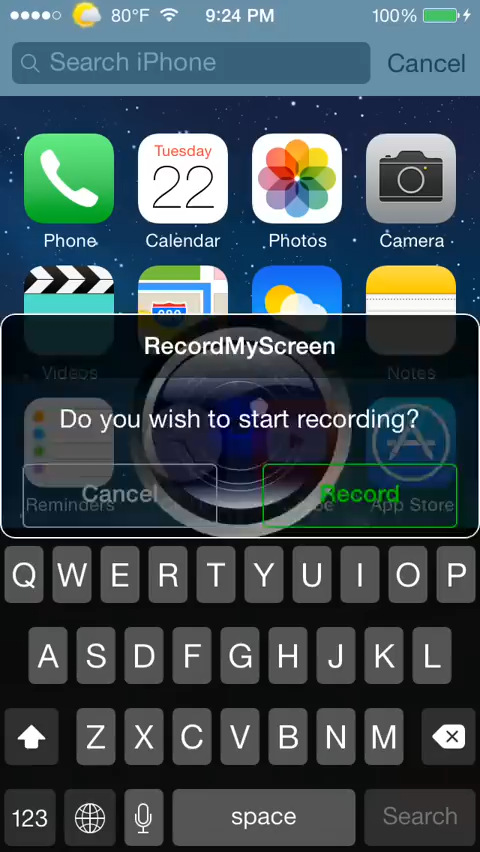 80°F 9:24 PM 100%
Search iPhone Cancel
Tuesday
22
Phone Calendar Photos Camera
280
RecordMyScreen
Videos Notes
Do you wish to start recording?
Cancel Record
Reminders App Store
Q W E R T Y U I O P
A S D F G H J K L
Z X C V B N M
123 space Search